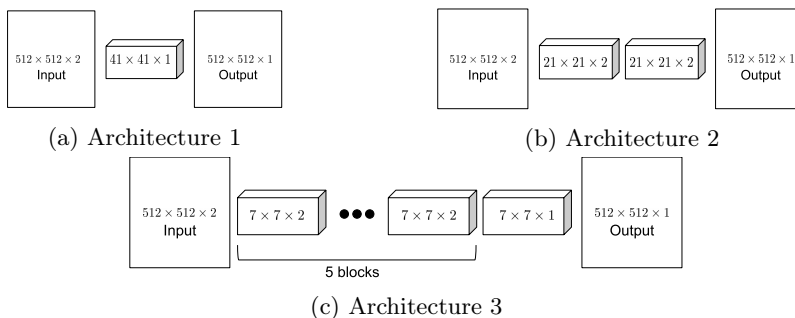 512 × 512 × 2
Input
41 × 41 × 1
512 × 512 × 1
Output
(a) Architecture 1
512 × 512 × 2
Input
21 × 21 × 2
21 × 21 × 2
512 × 512 × 1
Output
(b) Architecture 2
512 × 512 × 2
Input
7 × 7 × 2
7 × 7 × 2
7 × 7 × 1
512 × 512 × 1
Output
5 blocks
(c) Architecture 3